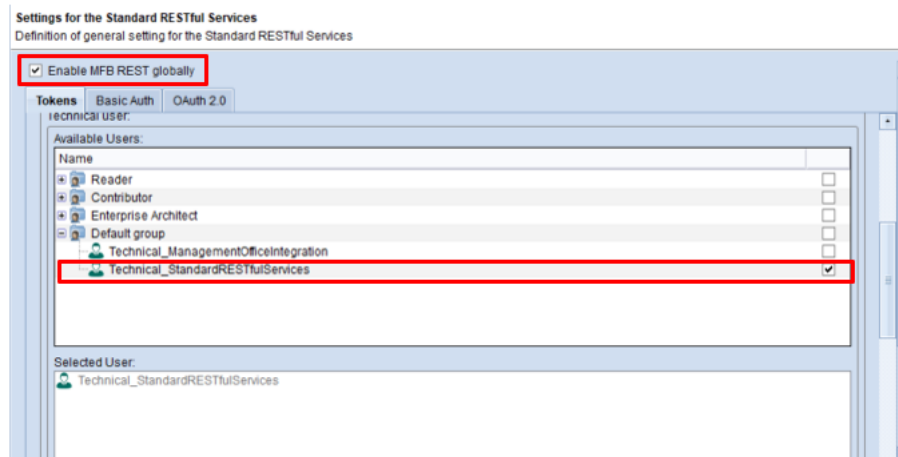 Settings for the Standard RESTful Services
Definition of general setting for the Standard RESTful Services
Enable MFB REST globally
Tokens Basic Auth OAuth 2.0
Technical user:
Available Users:
Name
Reader
Contributor
Enterprise Architect
Default group
Technical_ManagementOfficeIntegration
Technical_StandardRESTfulServices
Selected User:
Technical_StandardRESTfulServices